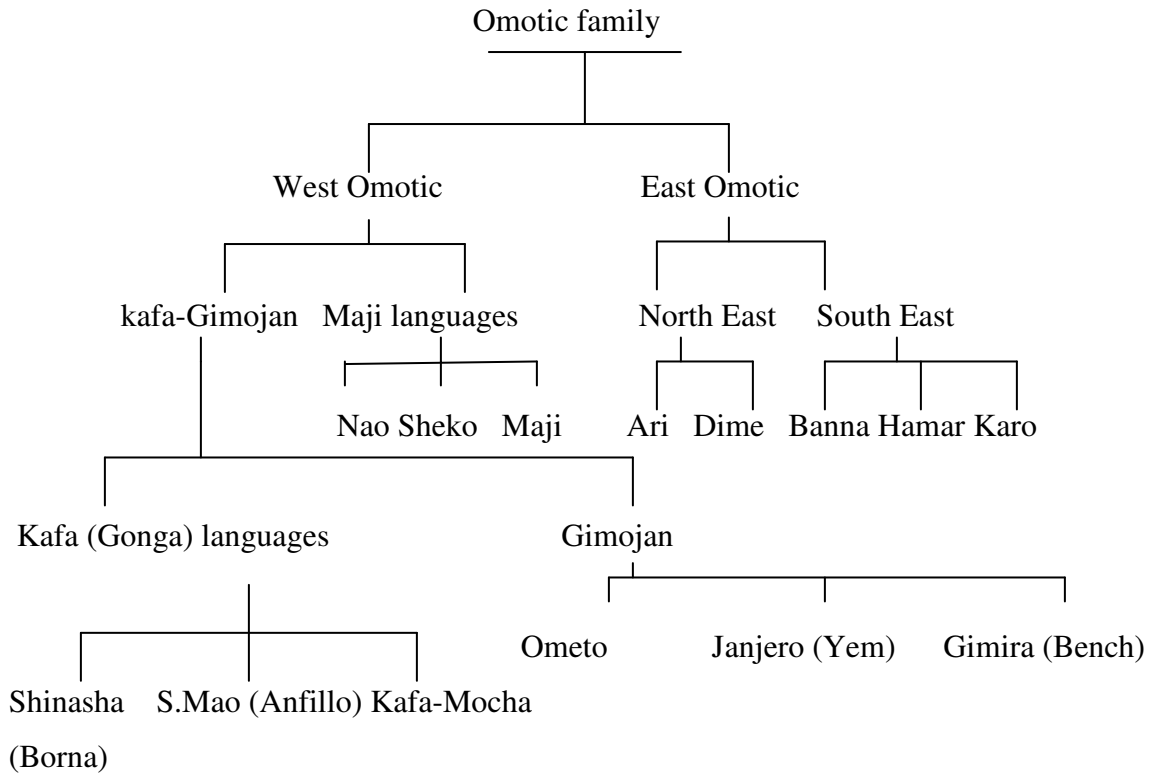 Omotic family
West Omotic East Omotic
kafa-Gimojan Maji languages North East South East
Nao Sheko Maji Ari Dime Banna Hamar Karo
Kafa (Gonga) languages Gimojan
Ometo Janjero (Yem) Gimira (Bench)
Shinasha S.Mao (Anfillo) Kafa-Mocha
(Borna)